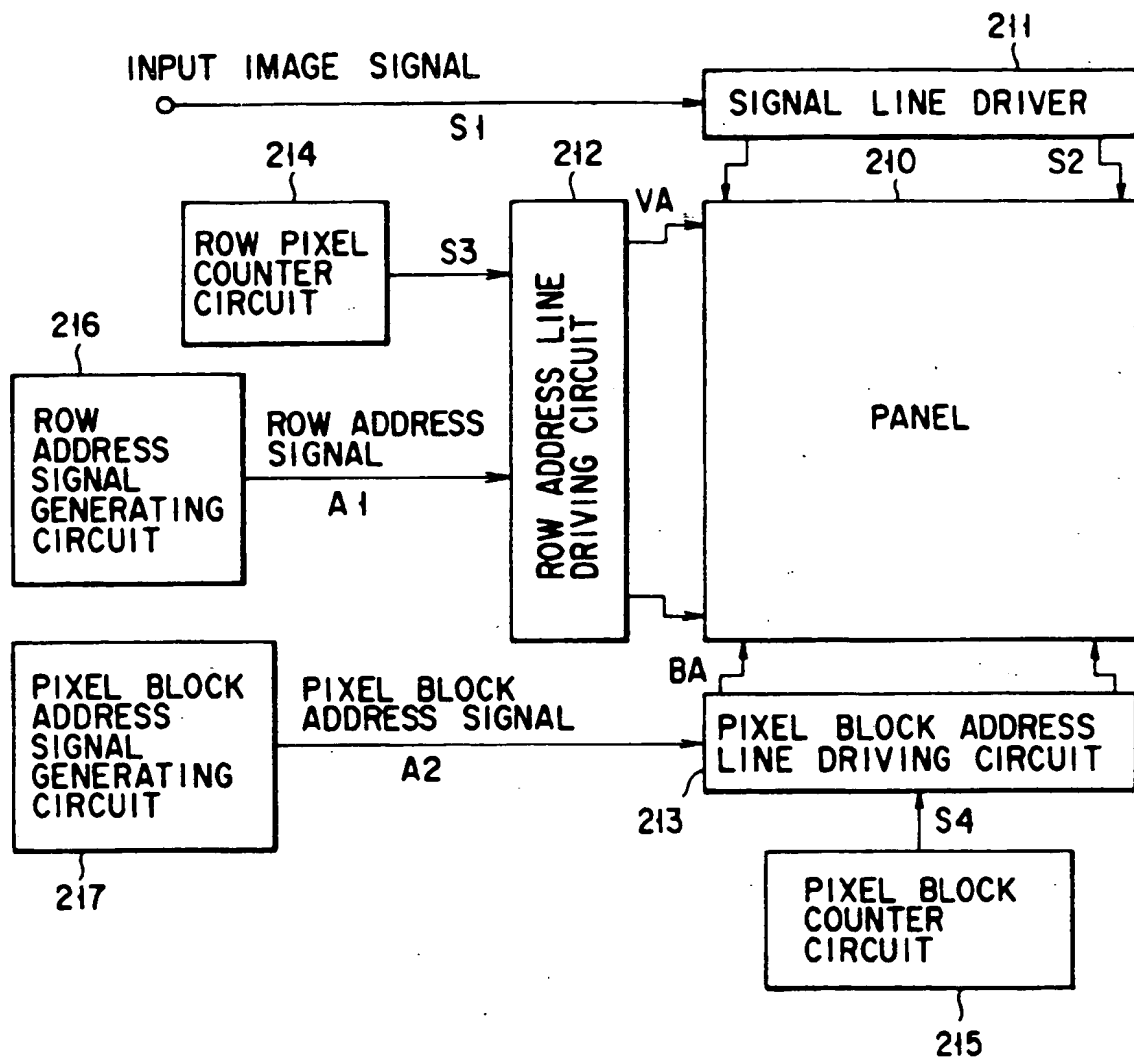 211
INPUT IMAGE SIGNAL
SIGNAL LINE DRIVER
S1
214
212
210
S2
VA
ROW PIXEL
COUNTER
CIRCUIT
S3
216
ROW ADDRESS LINE
DRIVING CIRCUIT
PANEL
ROW
ADDRESS
SIGNAL
GENERATING
CIRCUIT
ROW ADDRESS
SIGNAL
A1
BA
PIXEL BLOCK
ADDRESS
SIGNAL
GENERATING
CIRCUIT
PIXEL BLOCK
ADDRESS SIGNAL
A2
PIXEL BLOCK ADDRESS
LINE DRIVING CIRCUIT
213
S4
217
PIXEL BLOCK
COUNTER
CIRCUIT
215